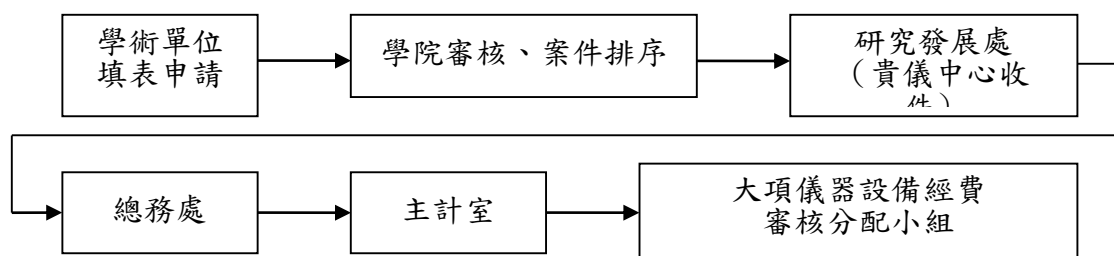 學術單位
填表申請
學院審核、案件排序
研究發展處
（貴儀中心收
件）
總務處
主計室
大項儀器設備經費
審核分配小組